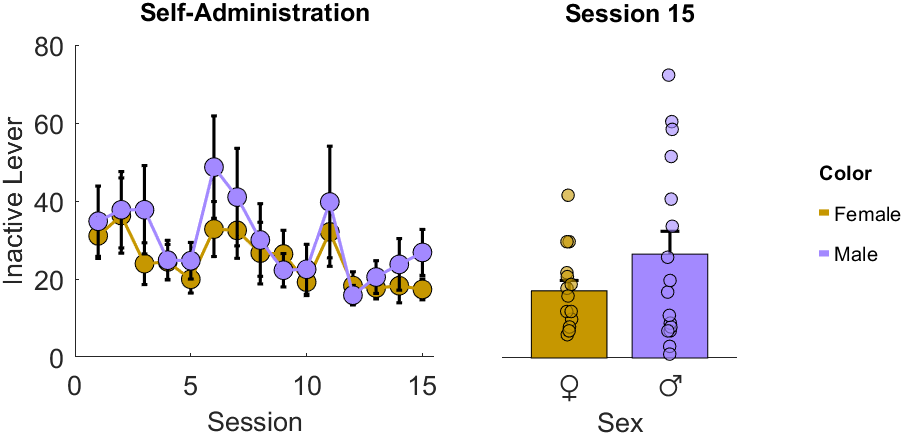 Self-Administration
Session 15
80
60
40
20
0
Inactive Lever
0 5 10 15
Session
♀ ♂
Sex
Color
Female
Male